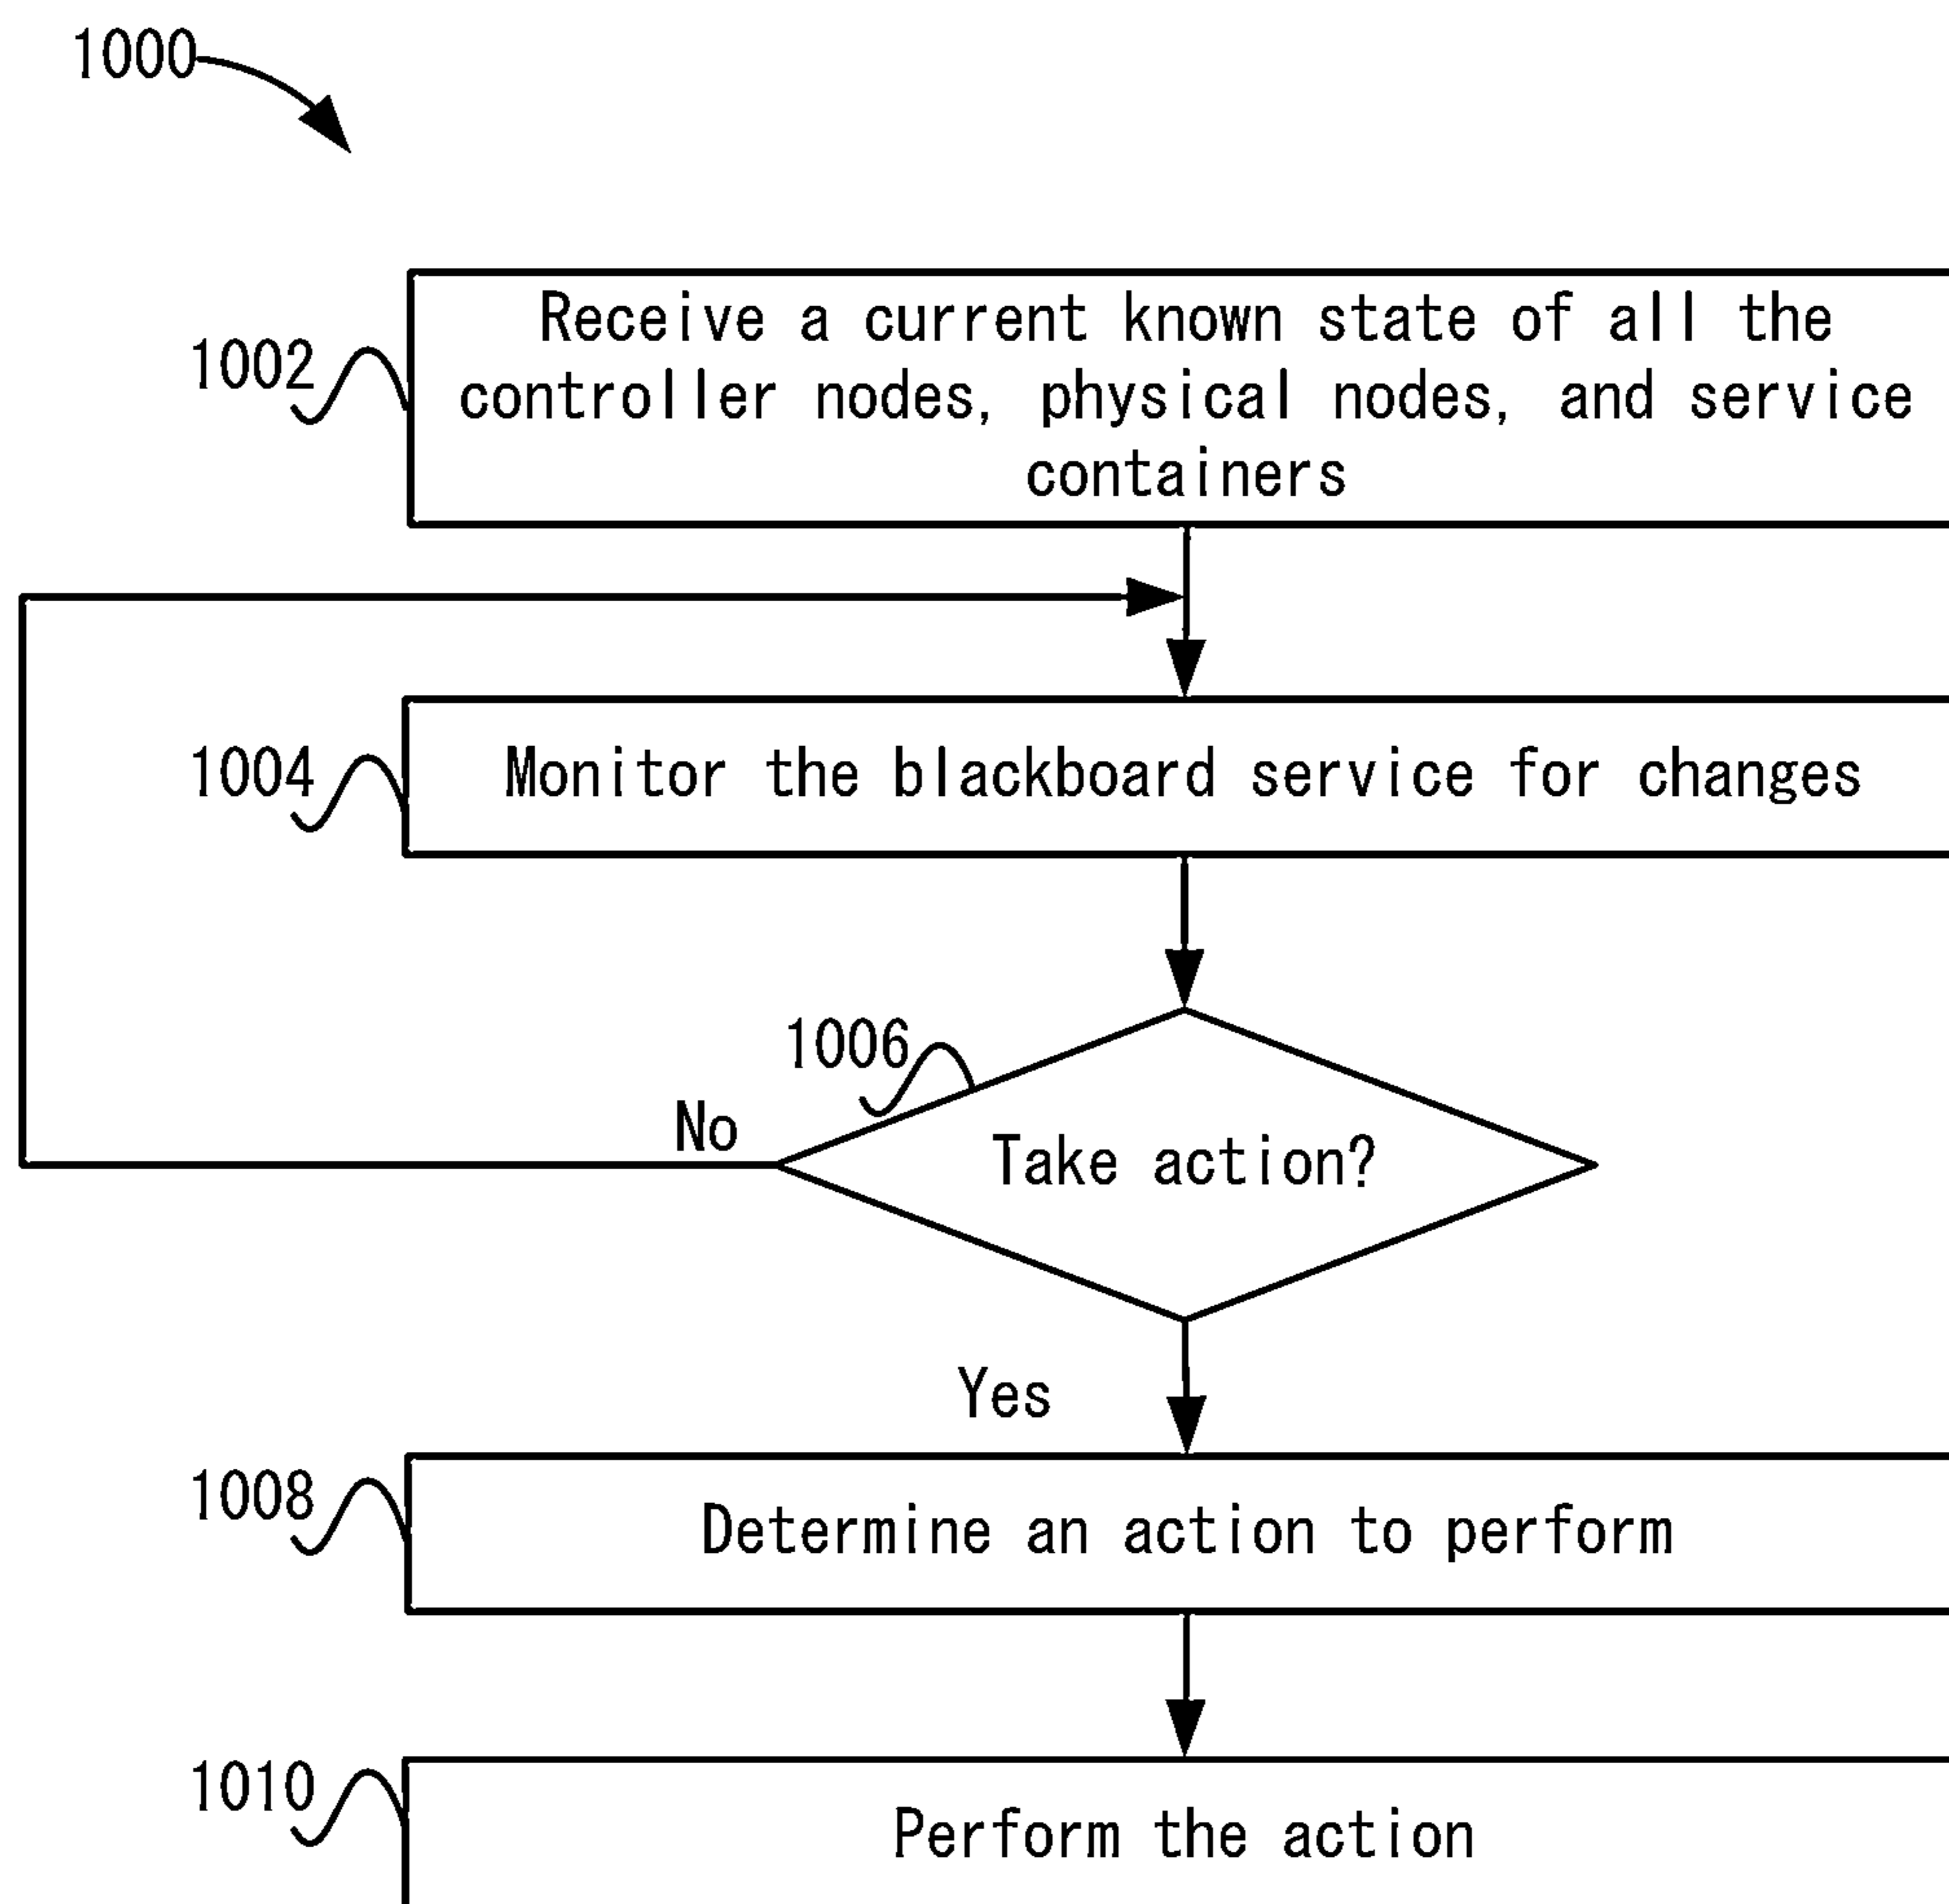 1000
Receive a current known state of all the
1002
controller nodes, physical nodes, and service
containers
1004
Monitor the blackboard service for changes
1006
No
Take action?
Yes
1008
Determine an action to perform
1010
Perform the action